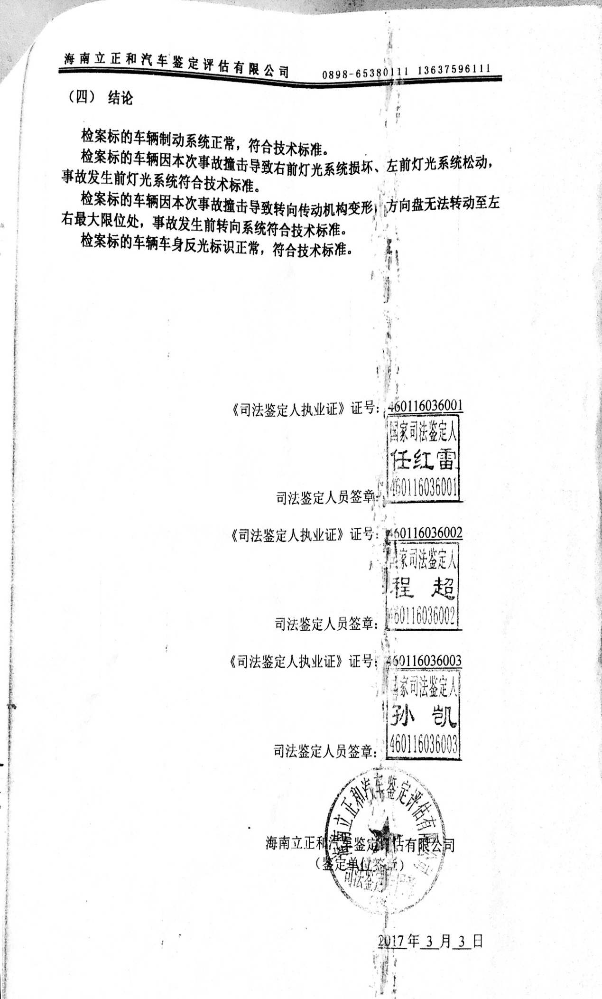 海南立正和汽车鉴定评估有限公司 0898-65380111 13637596111
（四） 结论
检案标的车辆制动系统正常，符合技术标准。
检案标的车辆因本次事故撞击导致右前灯光系统损坏、左前灯光系统松动，
事故发生前灯光系统符合技术标准。
检案标的车辆因本次事故撞击导致转向传动机构变形，方向盘无法转动至左
右最大限位处，事故发生前转向系统符合技术标准。
检案标的车辆车身反光标识正常，符合技术标准。
《司法鉴定人执业证》证号：460116036001
国家司法鉴定人
任红雷
460116036001
司法鉴定人员签章：
《司法鉴定人执业证》证号：460116036002
国家司法鉴定人
程 超
460116036002
司法鉴定人员签章：
《司法鉴定人执业证》证号：460116036003
国家司法鉴定人
孙 凯
460116036003
司法鉴定人员签章：
海南立正和汽车鉴定评估有限公司
海南立正和汽车鉴定评估有限公司
（鉴定单位签章）
司法鉴定
2017年 3 月 3 日